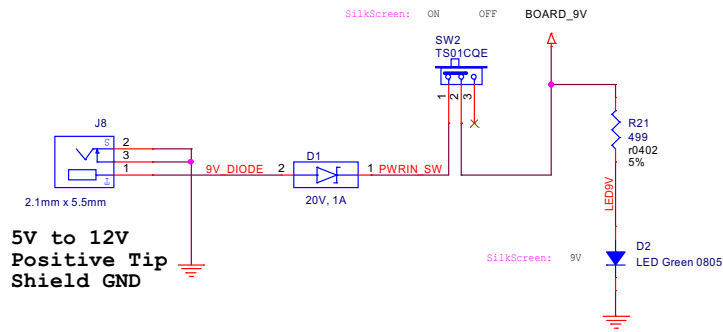 SilkScreen: ON OFF BOARD_9V
SW2
TS01CQE
1 2 3
J8
S 2
3
T 1
2.1mm x 5.5mm
9V_DIODE 2 D1 1 PWRIN_SW
20V, 1A
R21
499
r0402
5%
LED9V
5V to 12V
Positive Tip
Shield GND
SilkScreen: 9V
D2
LED Green 0805